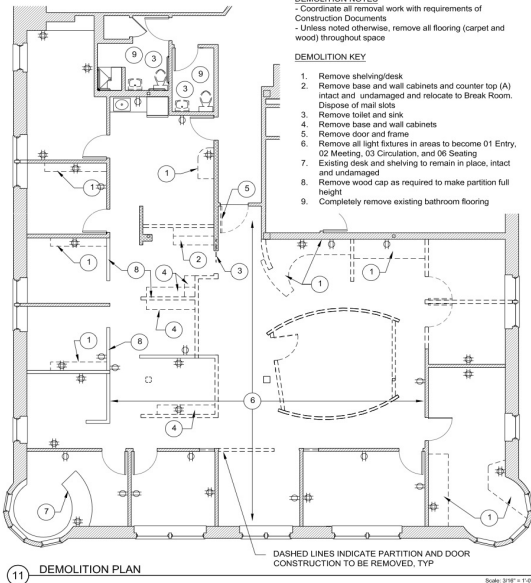 DEMOLITION NOTES
- Coordinate all removal work with requirements of
Construction Documents
- Unless noted otherwise, remove all flooring (carpet and
wood) throughout space
DEMOLITION KEY
1. Remove shelving/desk
2. Remove base and wall cabinets and counter top (A)
intact and undamaged and relocate to Break Room.
Dispose of mail slots
3. Remove toilet and sink
4. Remove base and wall cabinets
5. Remove door and frame
6. Remove all light fixtures in areas to become 01 Entry,
02 Meeting, 03 Circulation, and 06 Seating
7. Existing desk and shelving to remain in place, intact
and undamaged
8. Remove wood cap as required to make partition full
height
9. Completely remove existing bathroom flooring
9
3
9
3
1
1
5
1
8
2
3
4
1
1
4
1
8
6
4
7
1
DASHED LINES INDICATE PARTITION AND DOOR
CONSTRUCTION TO BE REMOVED, TYP
11 DEMOLITION PLAN
Scale: 3/16" = 1'-0